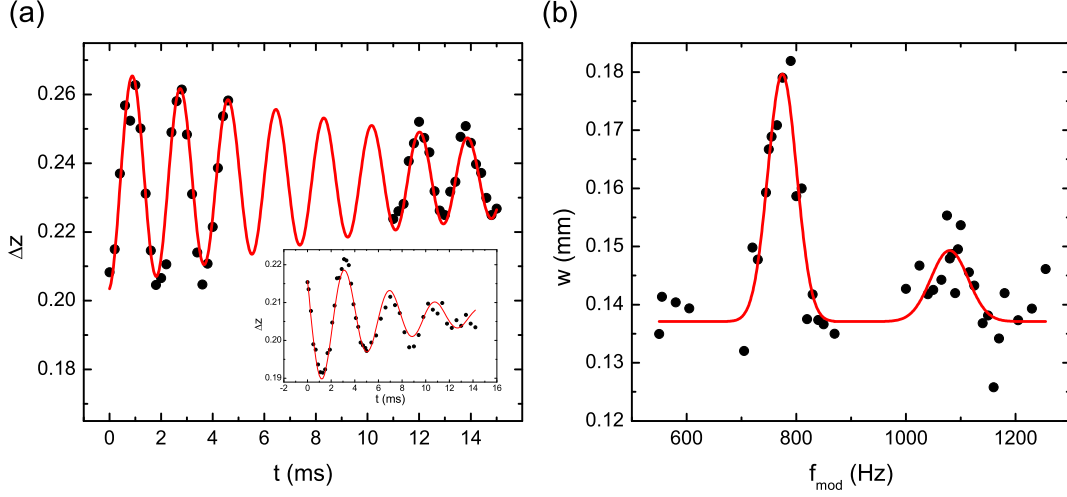 (a)
(b)
0.26
0.24
0.22
0.20
0.18
Δz
0 2 4 6 8 10 12 14
t (ms)
0.22
0.21
0.20
0.19
Δz
-2 0 2 4 6 8 10 12 14 16
t (ms)
0.18
0.17
0.16
0.15
0.14
0.13
0.12
w (mm)
600 800 1000 1200
f_mod (Hz)